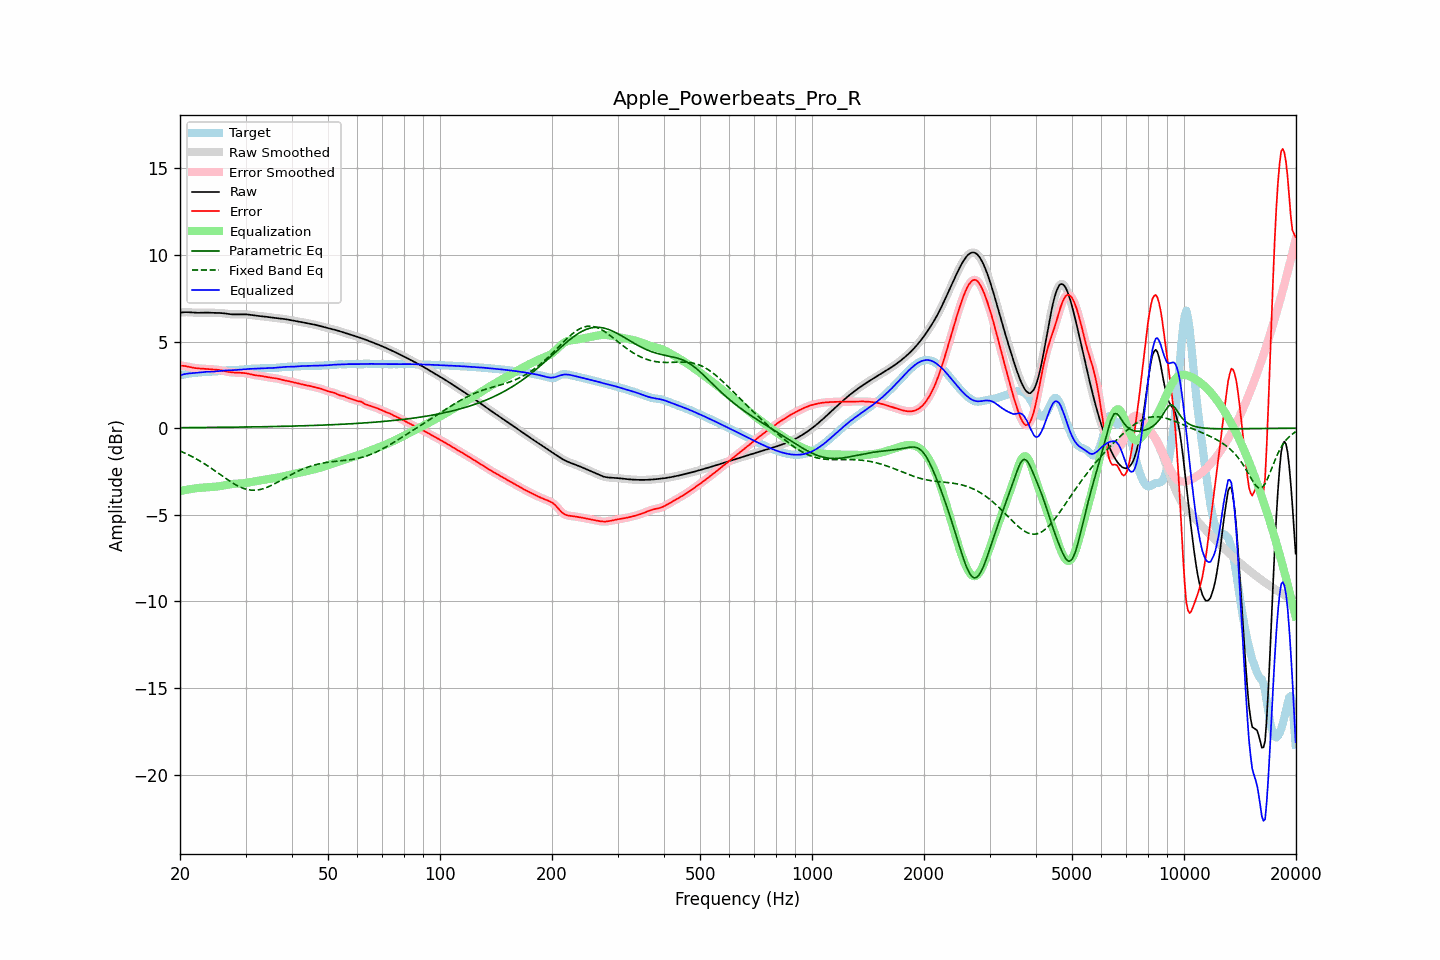 Apple_Powerbeats_Pro_R
Target
Raw Smoothed
Error Smoothed
Raw
Error
Equalization
Parametric Eq
Fixed Band Eq
Equalized
15
10
5
0
−5
−10
−15
−20
Amplitude (dBr)
20
50
100
200
500
1000
2000
5000
10000
20000
Frequency (Hz)